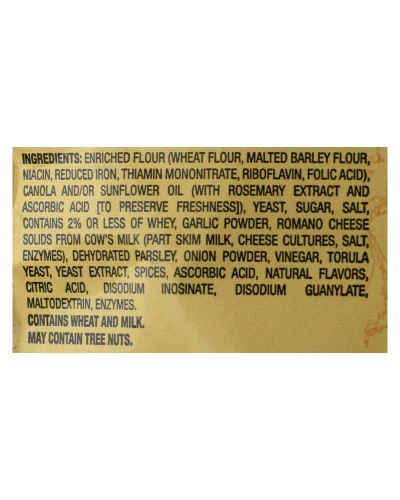 INGREDIENTS: ENRICHED FLOUR (WHEAT FLOUR, MALTED BARLEY FLOUR,
NIACIN, REDUCED IRON, THIAMIN MONONITRATE, RIBOFLAVIN, FOLIC ACID),
CANOLA AND/OR SUNFLOWER OIL (WITH ROSEMARY EXTRACT AND
ASCORBIC ACID [TO PRESERVE FRESHNESS]), YEAST, SUGAR, SALT,
CONTAINS 2% OR LESS OF WHEY, GARLIC POWDER, ROMANO CHEESE
SOLIDS FROM COW'S MILK (PART SKIM MILK, CHEESE CULTURES, SALT,
ENZYMES), DEHYDRATED PARSLEY, ONION POWDER, VINEGAR, TORULA
YEAST, YEAST EXTRACT, SPICES, ASCORBIC ACID, NATURAL FLAVORS,
CITRIC ACID, DISODIUM INOSINATE, DISODIUM GUANYLATE,
MALTODEXTRIN, ENZYMES.
CONTAINS WHEAT AND MILK.
MAY CONTAIN TREE NUTS.